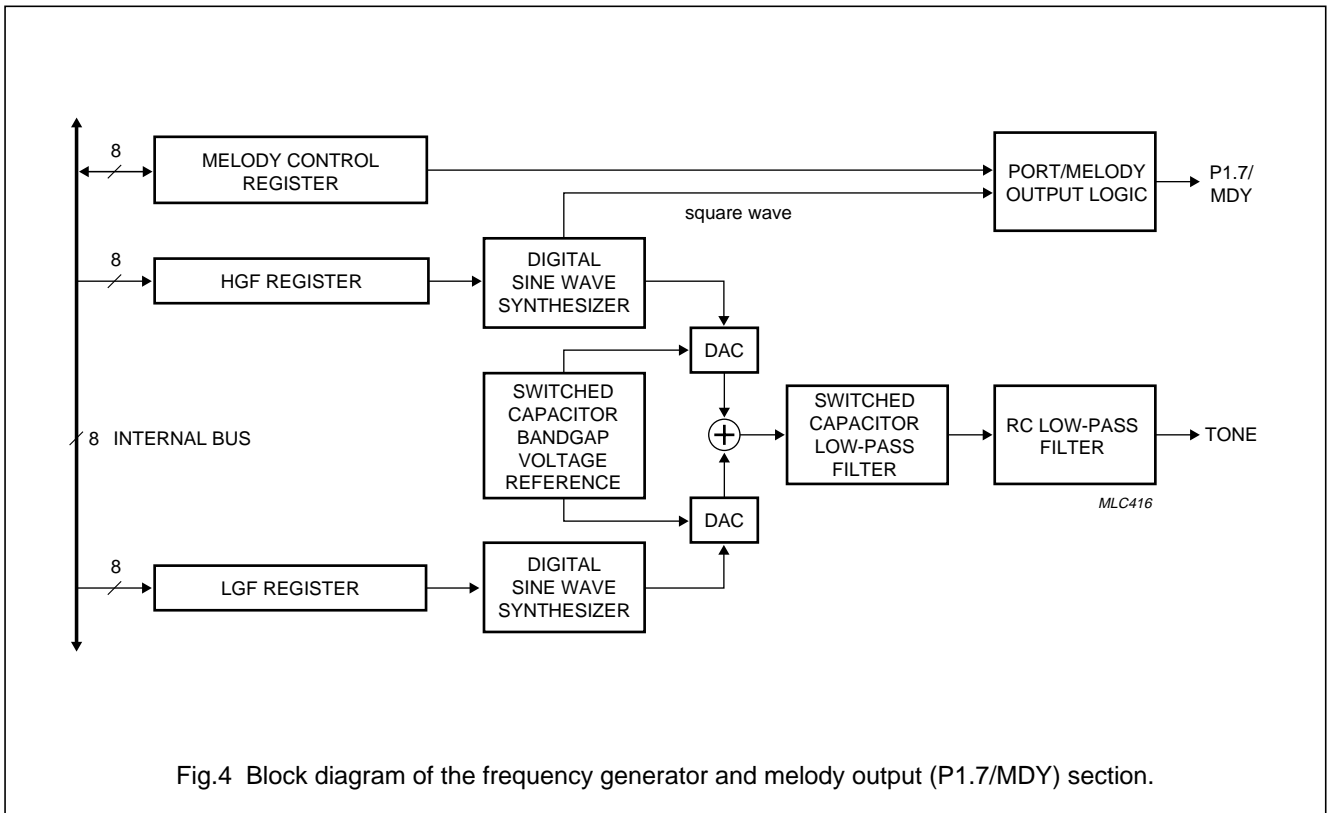 8
MELODY CONTROL
REGISTER
PORT/MELODY
OUTPUT LOGIC
P1.7/
MDY
square wave
8
HGF REGISTER
DIGITAL
SINE WAVE
SYNTHESIZER
DAC
8 INTERNAL BUS
SWITCHED
CAPACITOR
BANDGAP
VOLTAGE
REFERENCE
+
SWITCHED
CAPACITOR
LOW-PASS
FILTER
RC LOW-PASS
FILTER
TONE
MLC416
DAC
8
LGF REGISTER
DIGITAL
SINE WAVE
SYNTHESIZER
Fig.4 Block diagram of the frequency generator and melody output (P1.7/MDY) section.